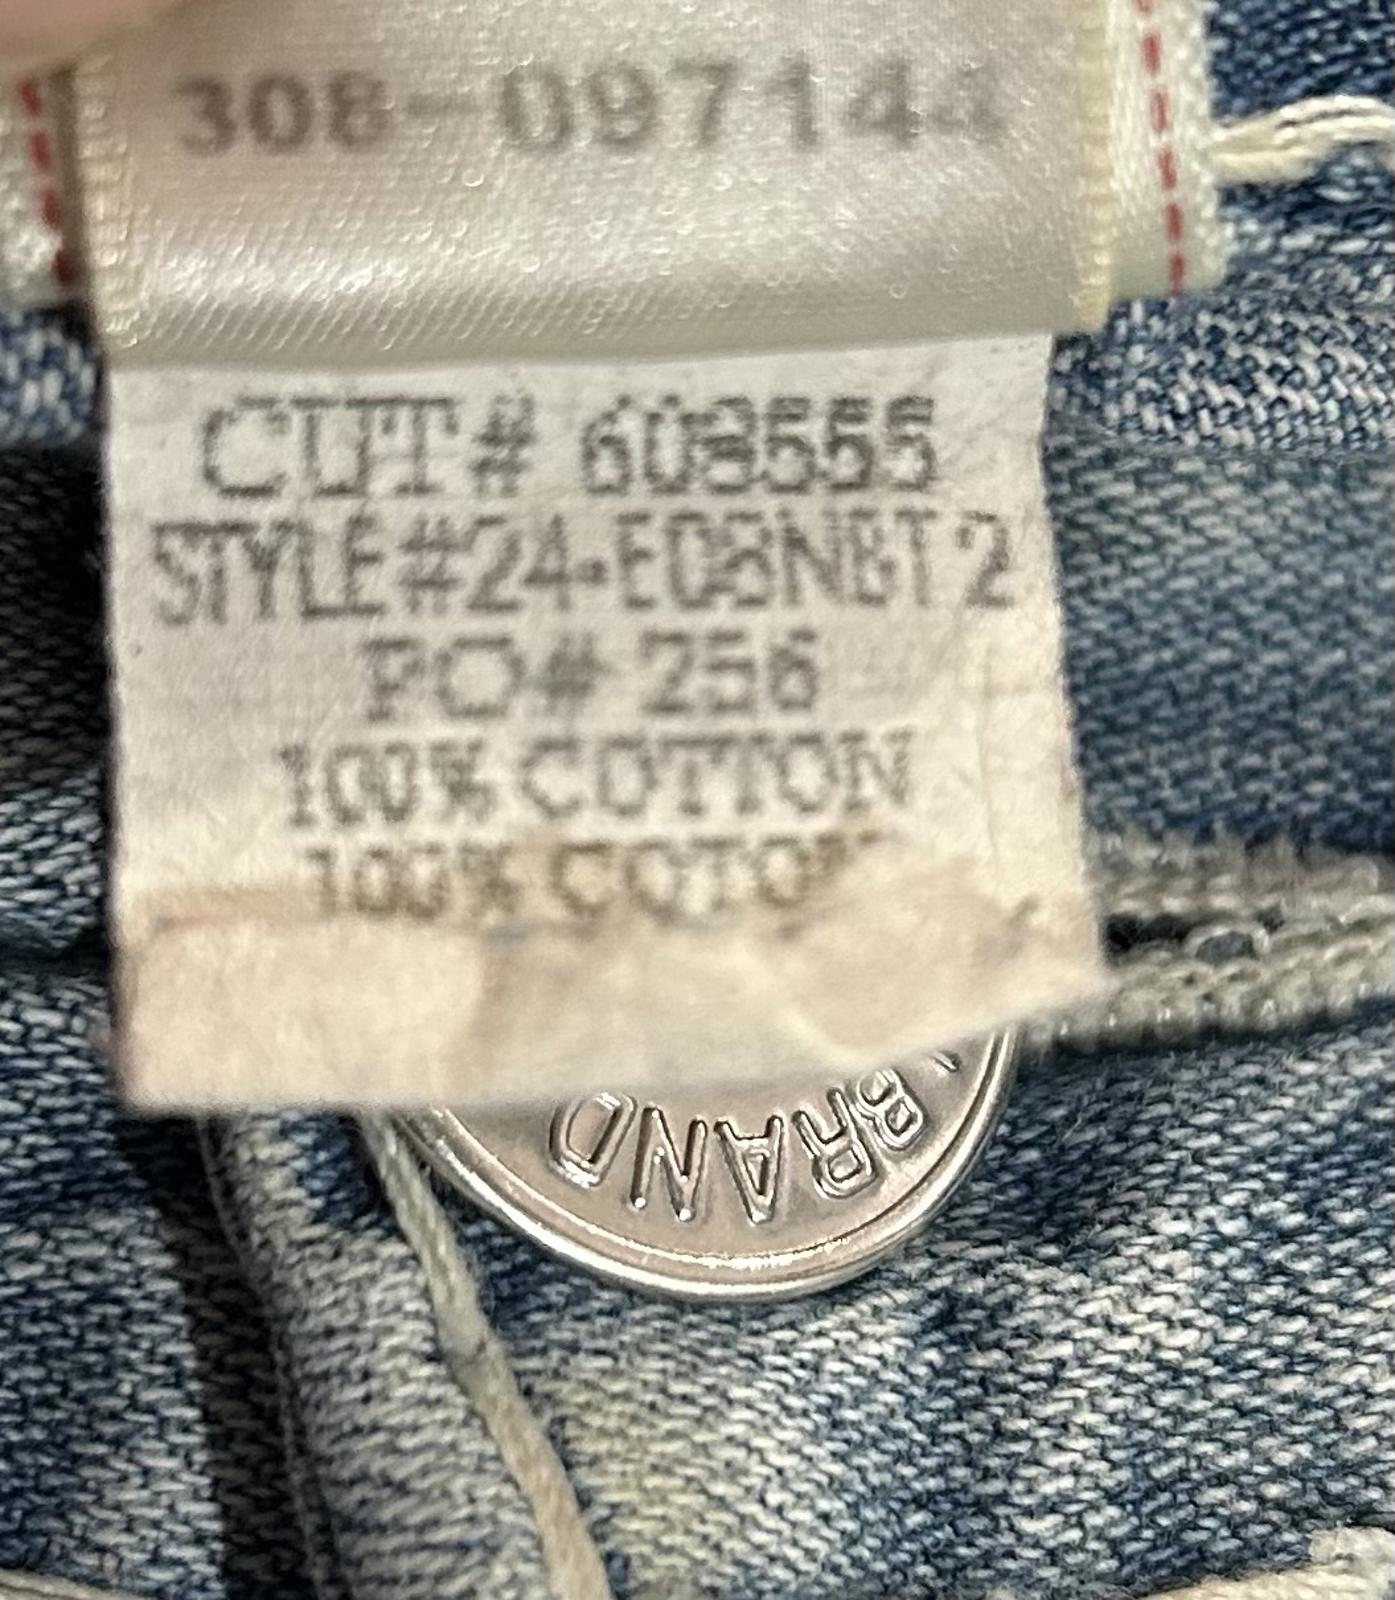 308-097144
CUT# 608555
STYLE#24-E08NBT2
PO# 256
100% COTTON
100% COTON
BRAND